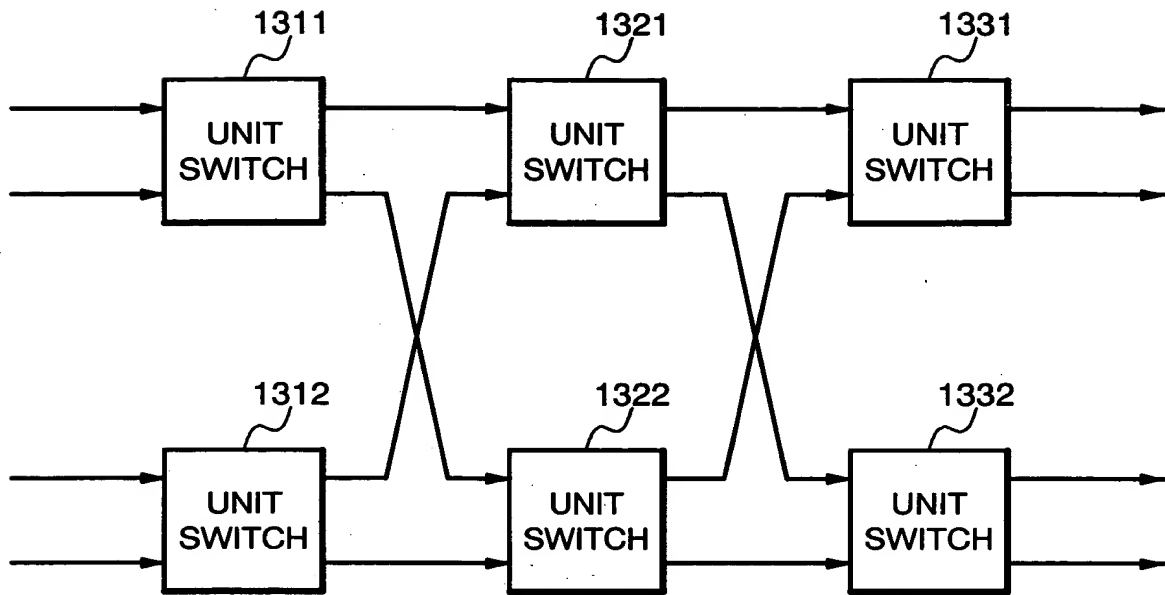 1311
1321
1331
UNIT
SWITCH
UNIT
SWITCH
UNIT
SWITCH
1312
1322
1332
UNIT
SWITCH
UNIT
SWITCH
UNIT
SWITCH